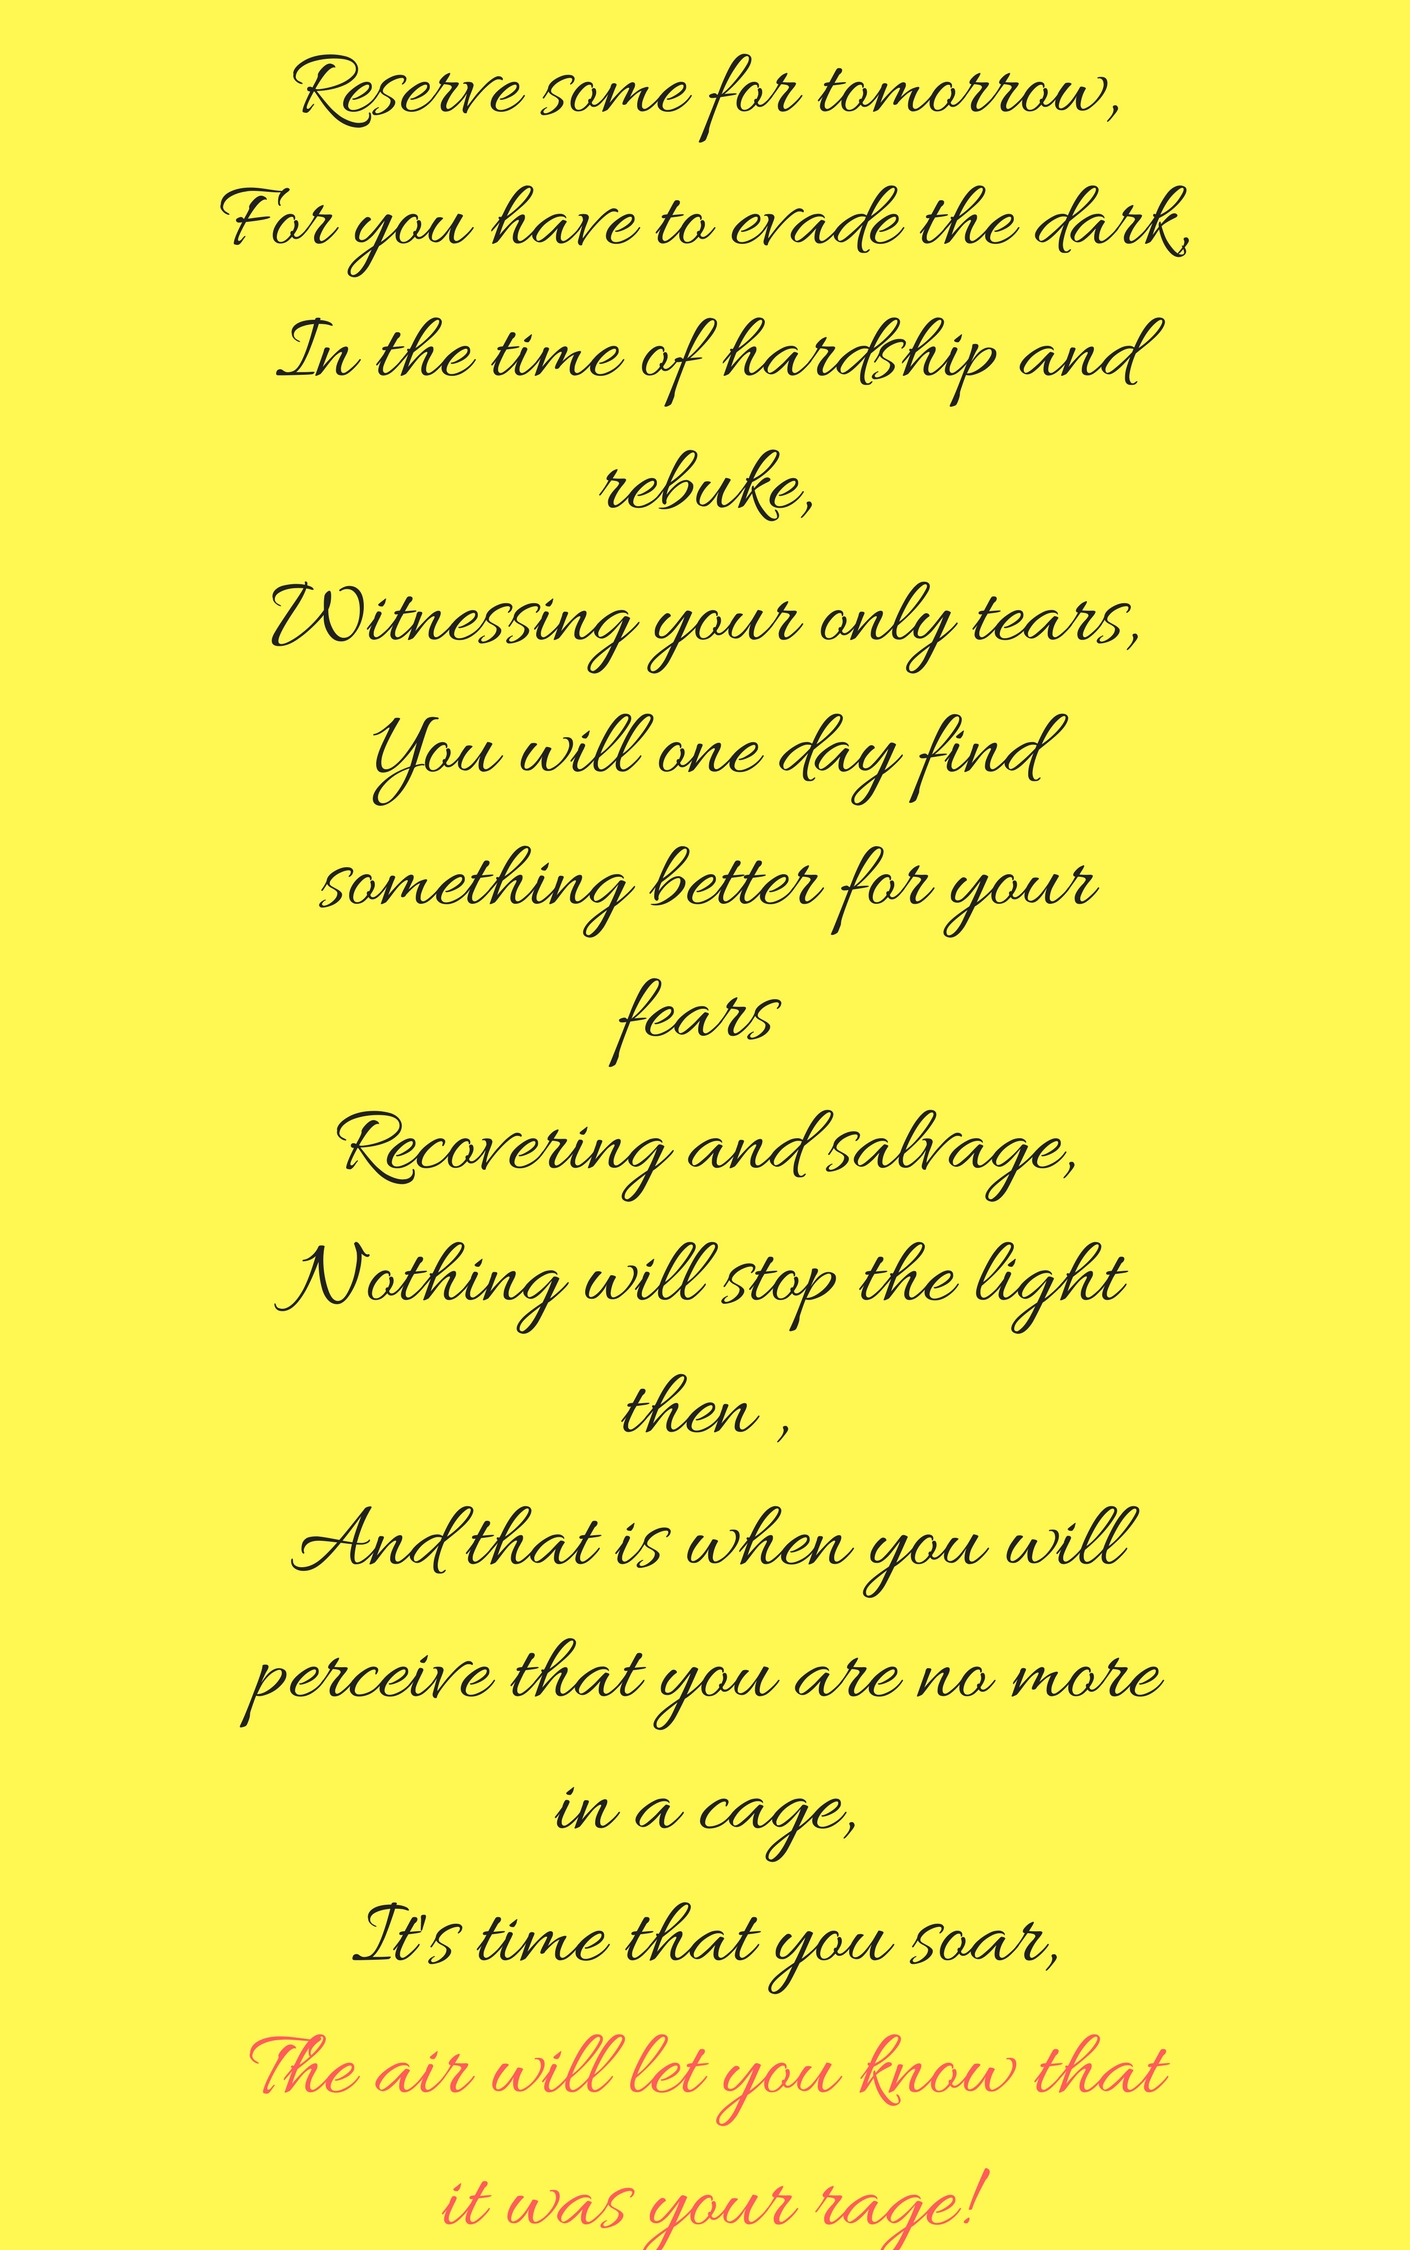 Reserve some for tomorrow,
For you have to evade the dark,
In the time of hardship and
rebuke,
Witnessing your only tears,
You will one day find
something better for your
fears
Recovering and salvage,
Nothing will stop the light
then ,
And that is when you will
perceive that you are no more
in a cage,
It's time that you soar,
The air will let you know that
it was your rage!